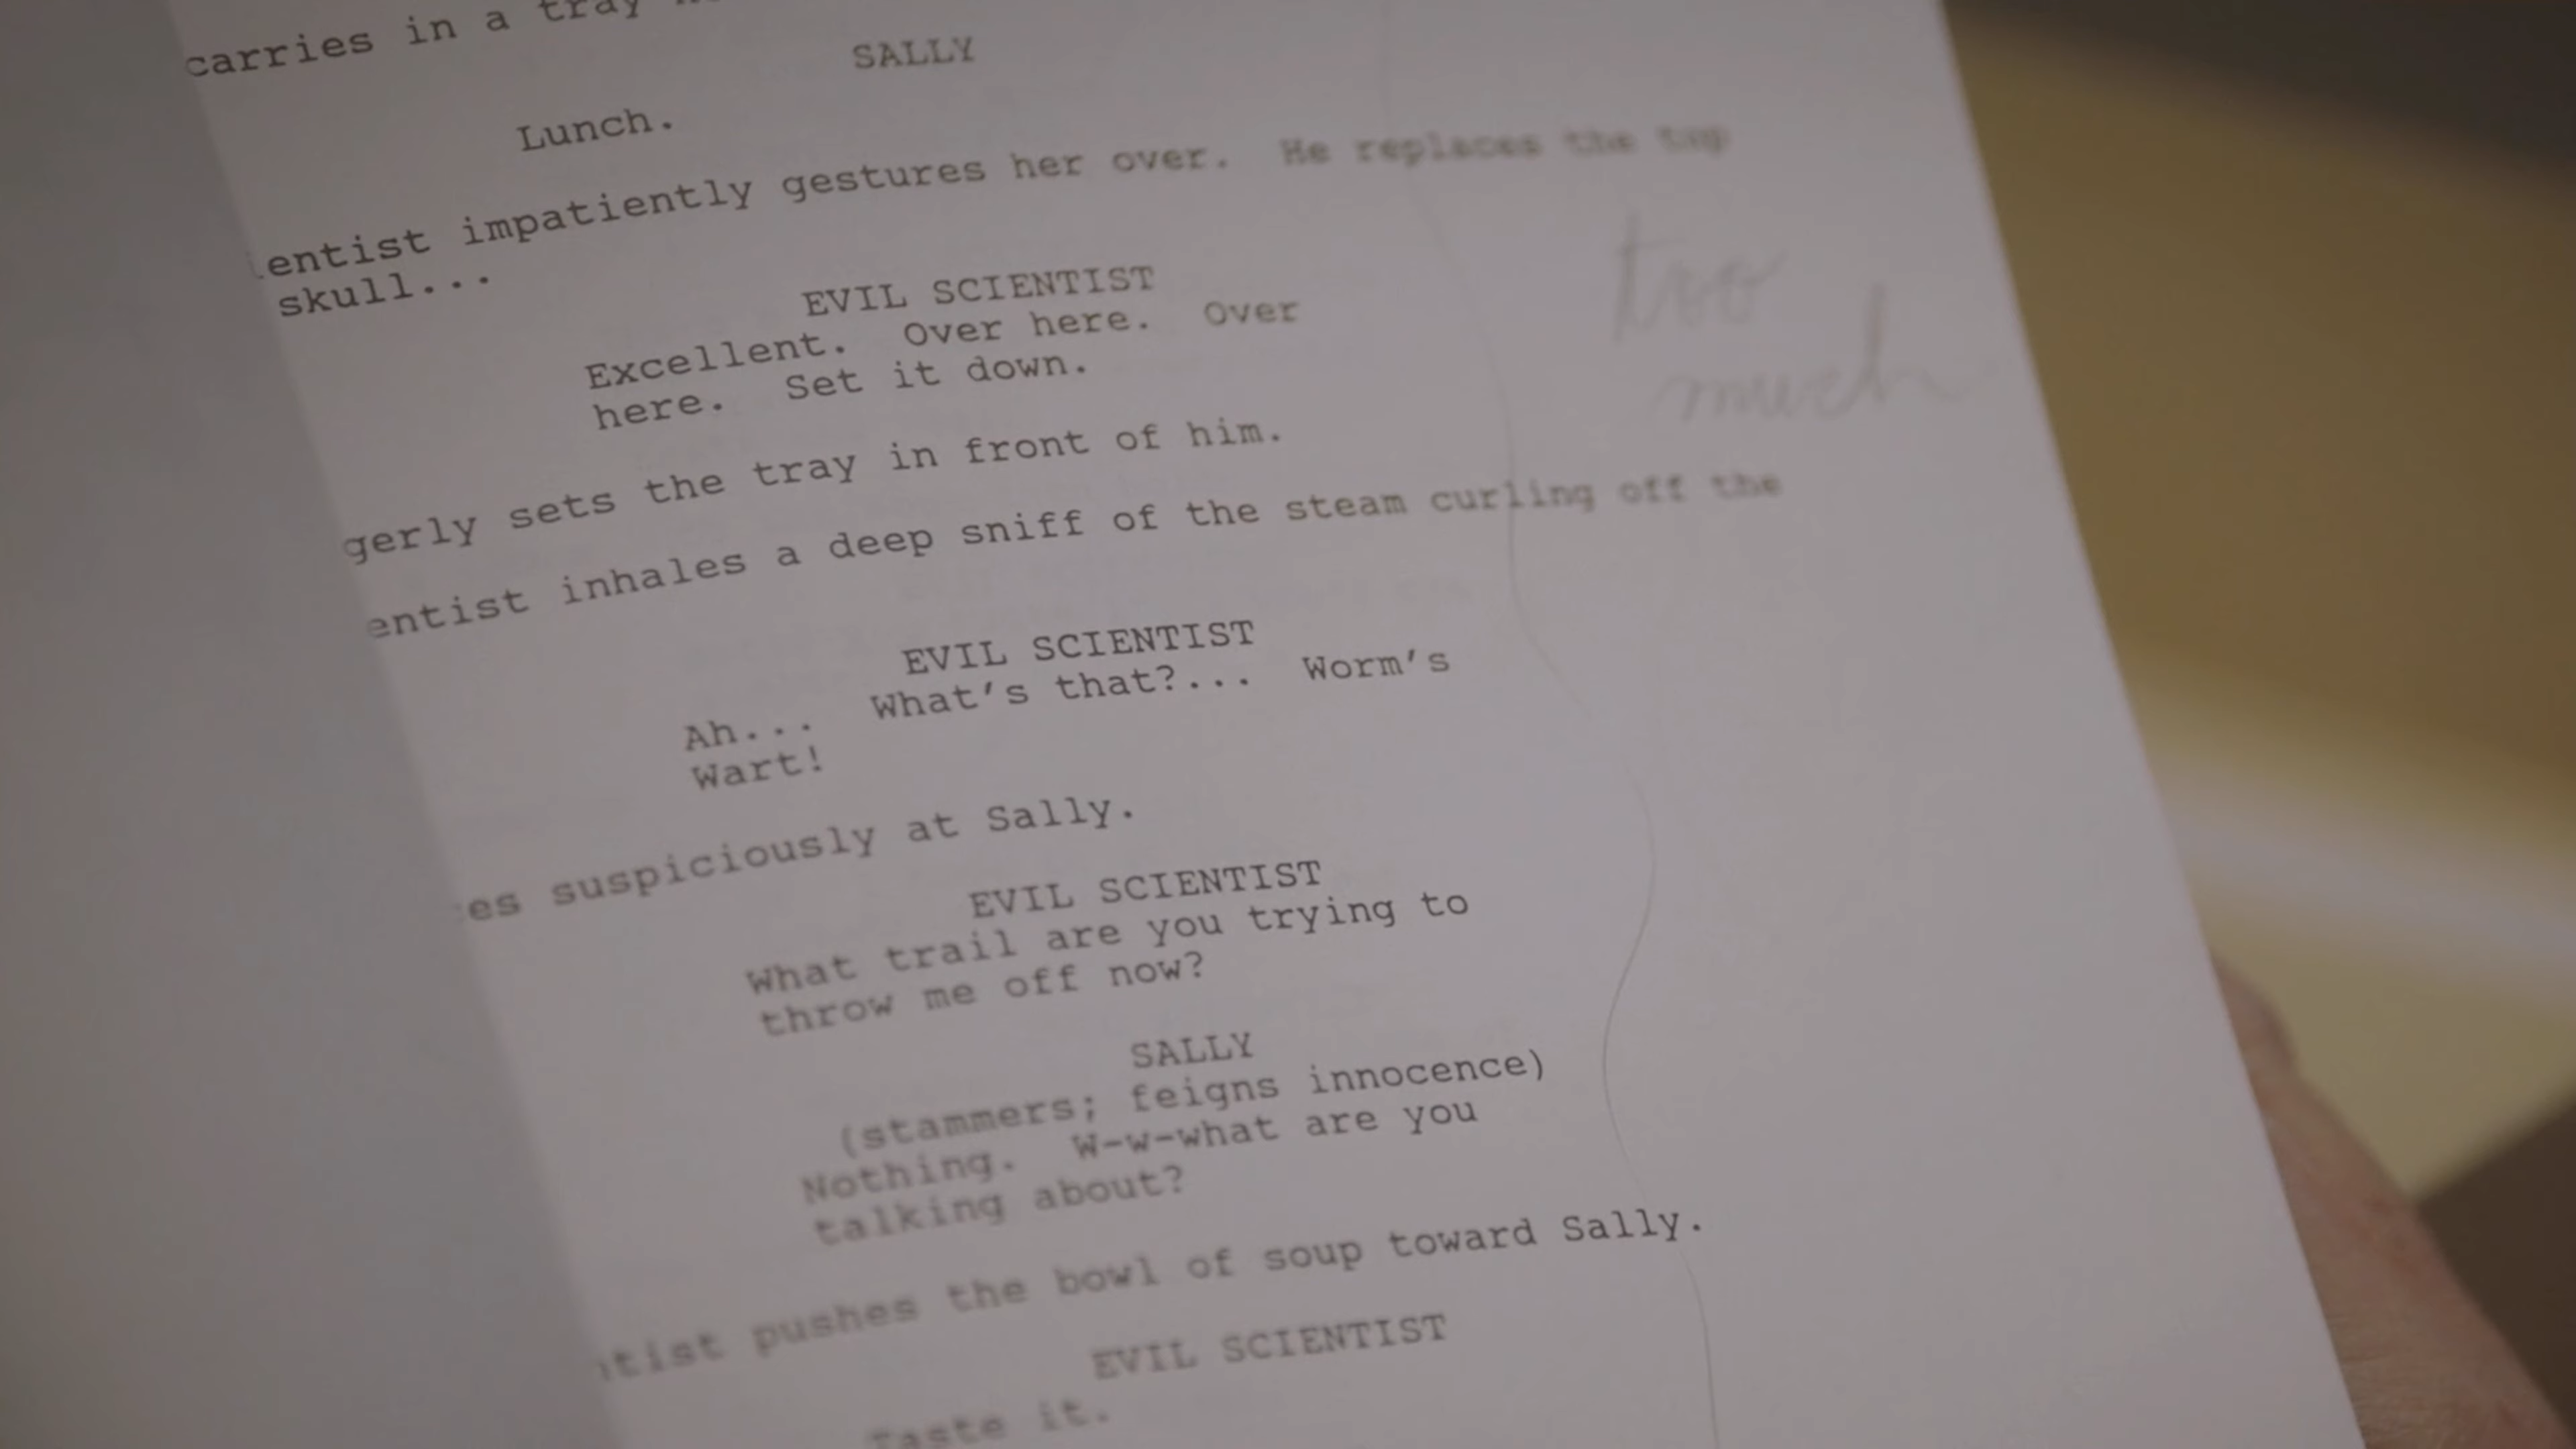 carries in a tray
SALLY
Lunch.
entist impatiently gestures her over. He replaces the top
skull...
EVIL SCIENTIST
Excellent. Over here. Over
here. Set it down.
too
much
gerly sets the tray in front of him.
entist inhales a deep sniff of the steam curling off the
EVIL SCIENTIST
Ah... What's that?... Worm's
Wart!
es suspiciously at Sally.
EVIL SCIENTIST
What trail are you trying to
throw me off now?
SALLY
(stammers; feigns innocence)
Nothing. W-w-what are you
talking about?
tist pushes the bowl of soup toward Sally.
EVIL SCIENTIST
Taste it.